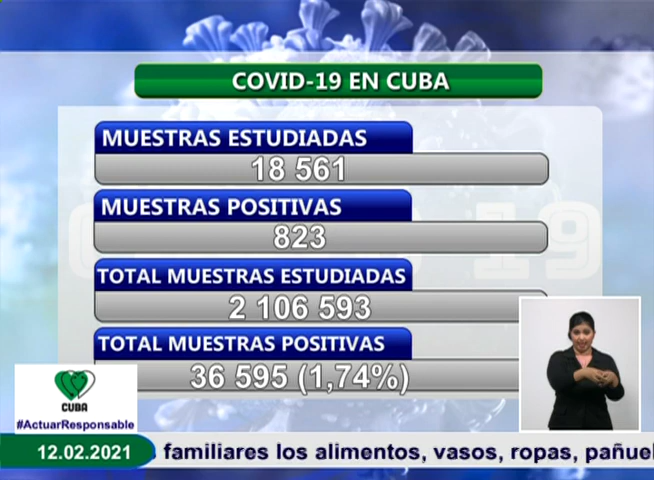 COVID-19 EN CUBA
MUESTRAS ESTUDIADAS
18 561
MUESTRAS POSITIVAS
823
TOTAL MUESTRAS ESTUDIADAS
2 106 593
TOTAL MUESTRAS POSITIVAS
36 595 (1,74%)
CUBA
#ActuarResponsable
12.02.2021
familiares los alimentos, vasos, ropas, pañuel